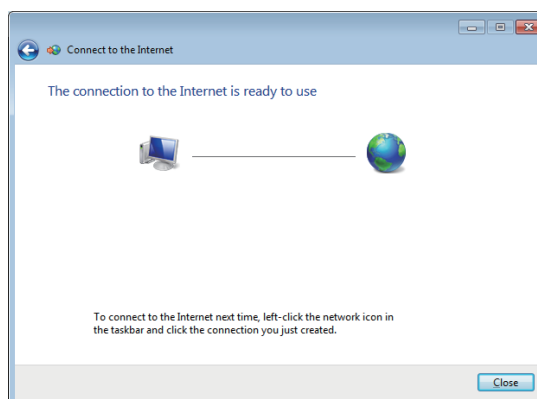 Connect to the Internet
The connection to the Internet is ready to use
To connect to the Internet next time, left-click the network icon in
the taskbar and click the connection you just created.
Close